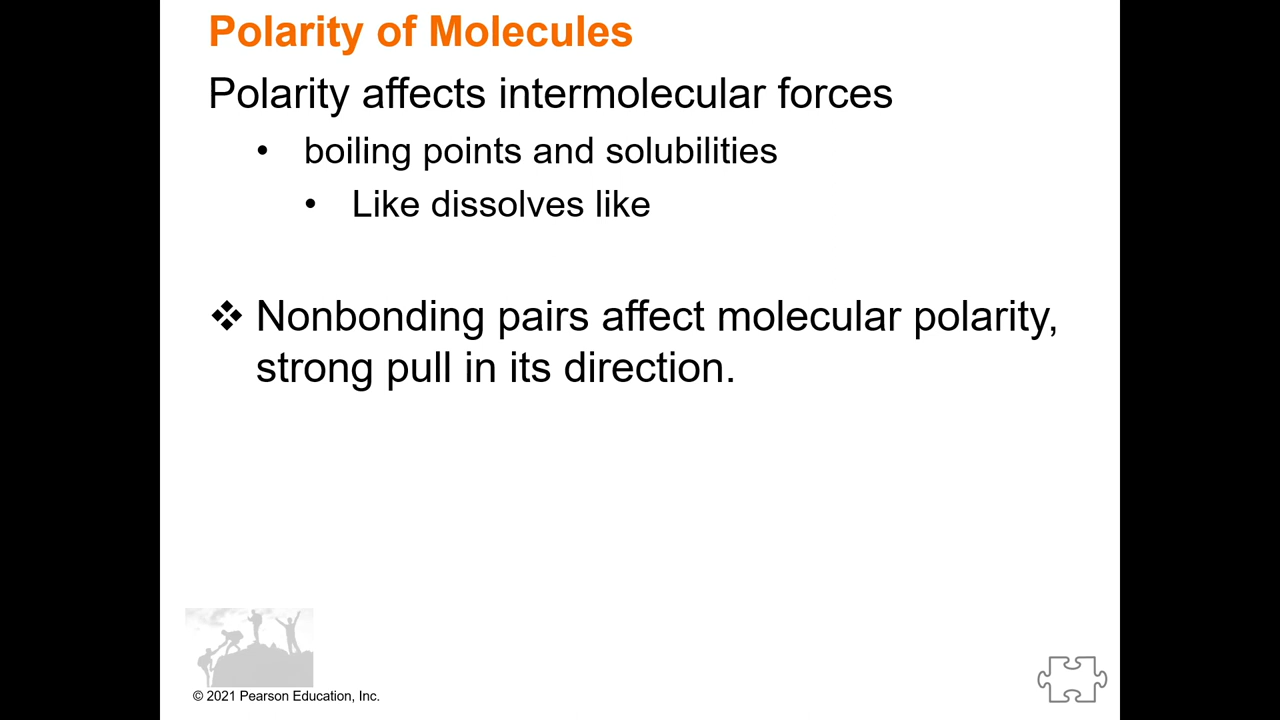 Polarity of Molecules
Polarity affects intermolecular forces
• boiling points and solubilities
• Like dissolves like
❖ Nonbonding pairs affect molecular polarity,
strong pull in its direction.
© 2021 Pearson Education, Inc.